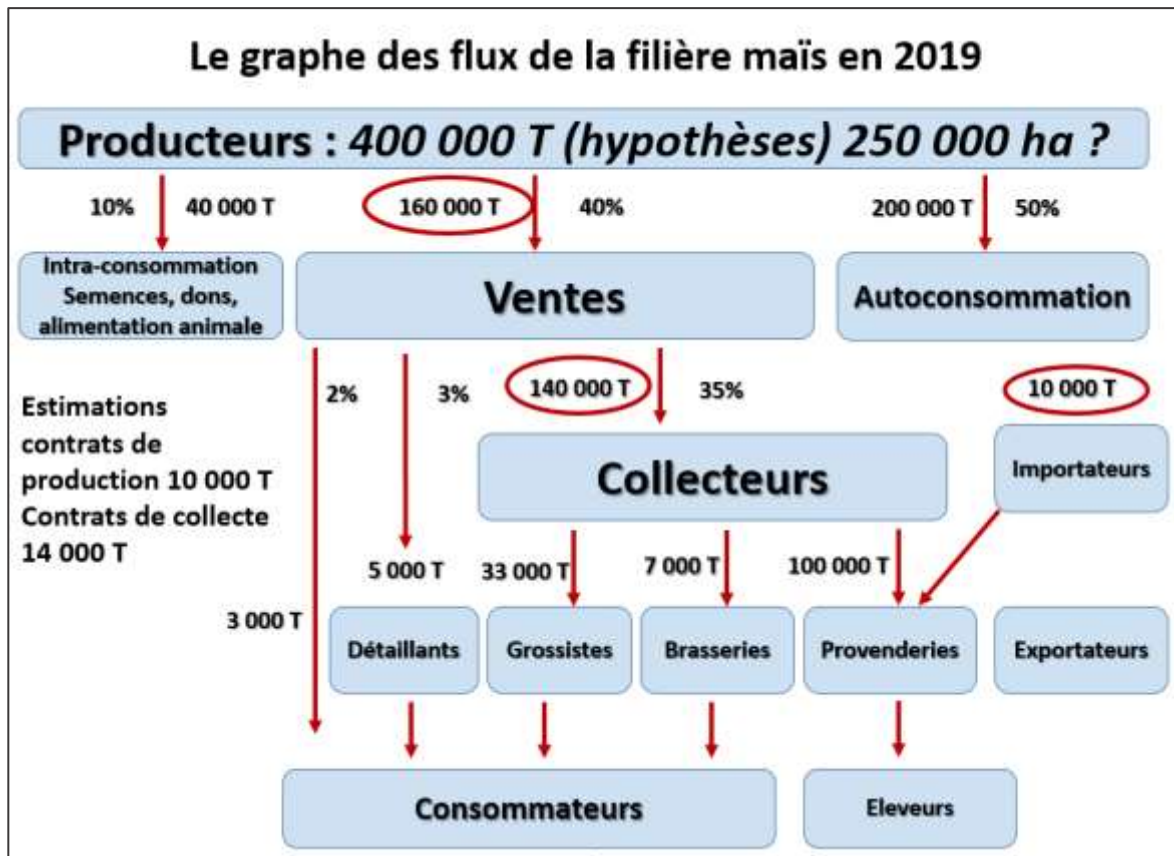 Le graphe des flux de la filière maïs en 2019
Producteurs : 400 000 T (hypothèses) 250 000 ha ?
10%
40 000 T
160 000 T
40%
200 000 T
50%
Intra-consommation
Semences, dons,
alimentation animale
Ventes
Autoconsommation
2%
3%
140 000 T
35%
10 000 T
Estimations
contrats de
production 10 000 T
Contrats de collecte
14 000 T
Collecteurs
Importateurs
5 000 T
33 000 T
7 000 T
100 000 T
3 000 T
Détaillants
Grossistes
Brasseries
Provenderies
Exportateurs
Consommateurs
Eleveurs